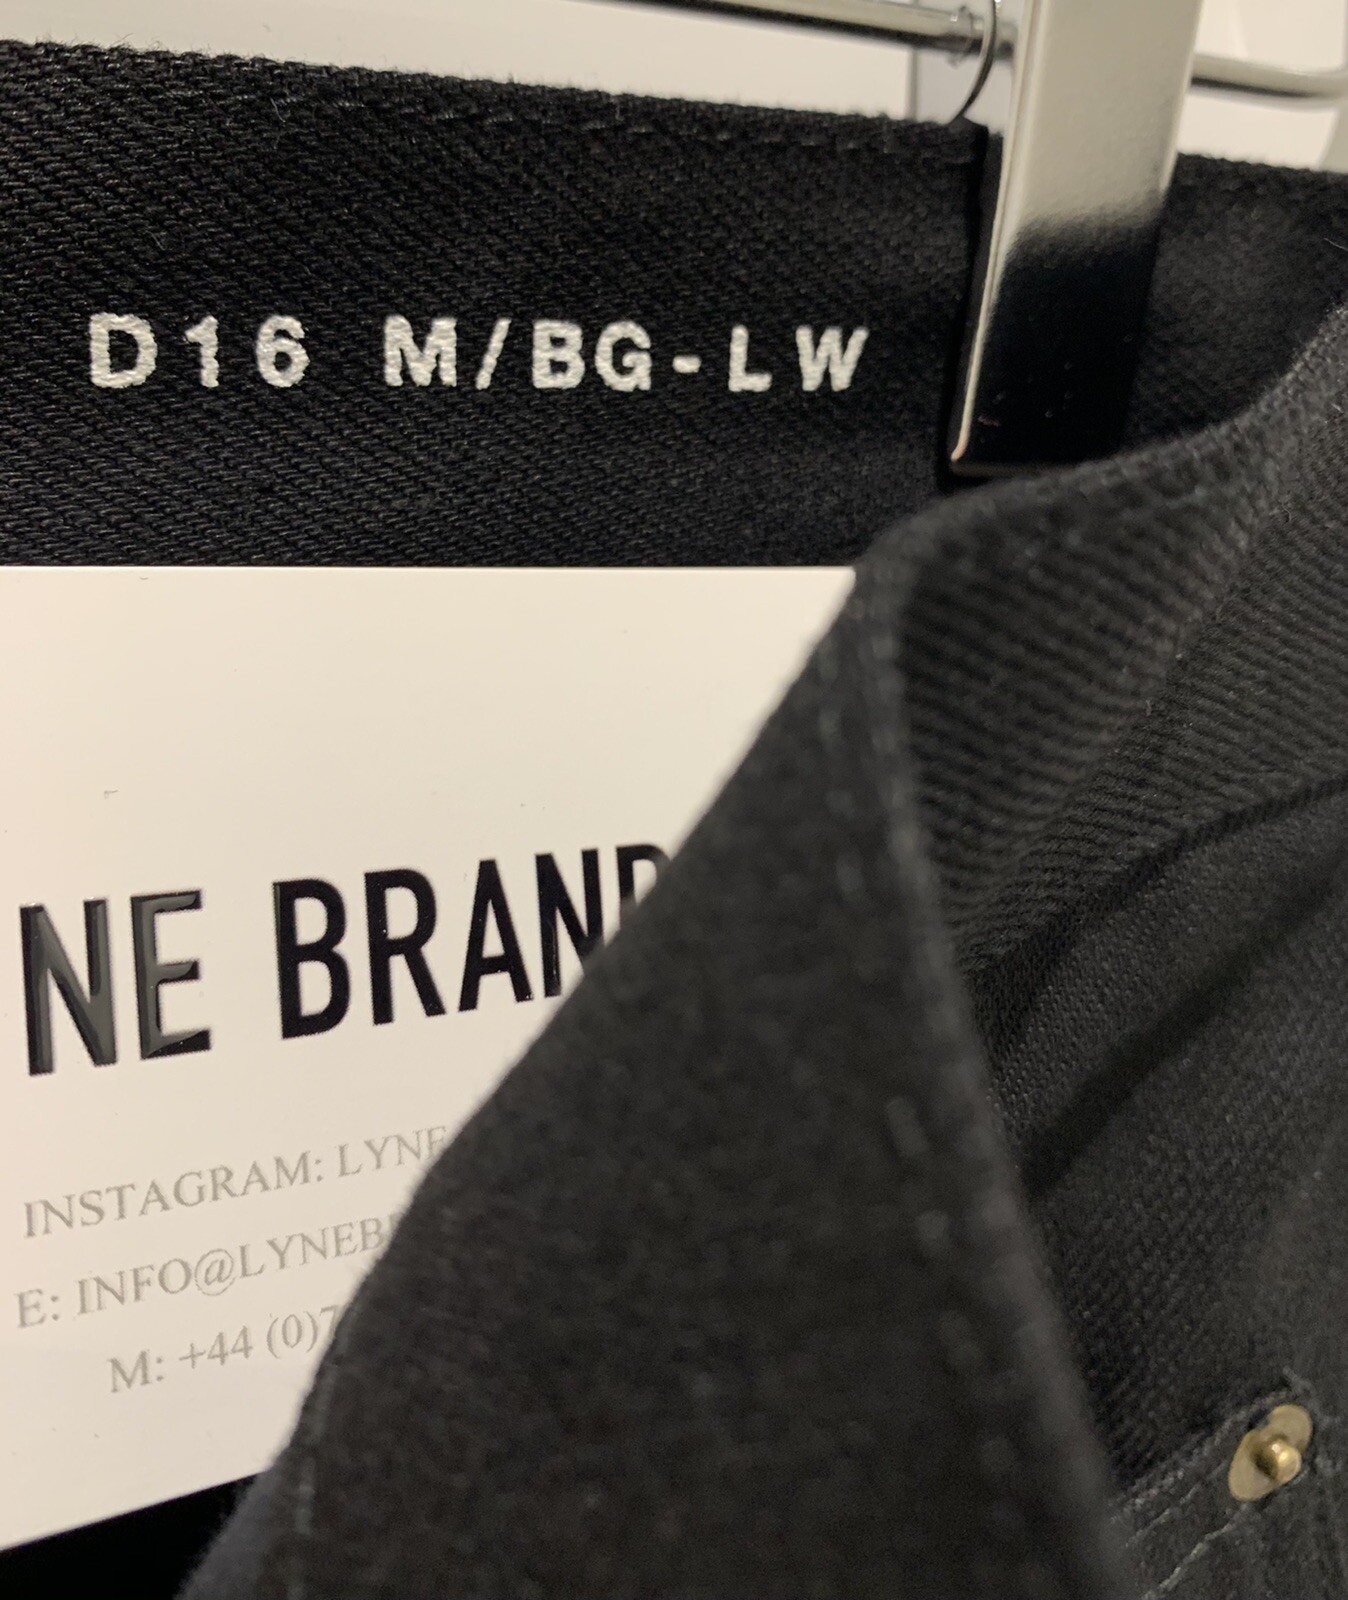 D16 M/BG-LW
NE BRAND
INSTAGRAM: LYNE
E: INFO@LYNEB
M: +44 (0)7